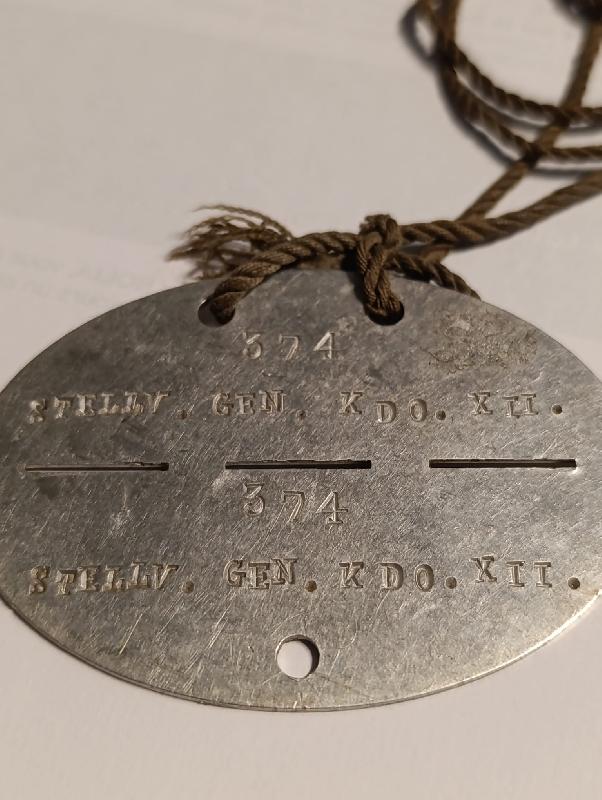 374
STELLV. GEN. KDO. XII.
374
STELLV. GEN. KDO. XII.